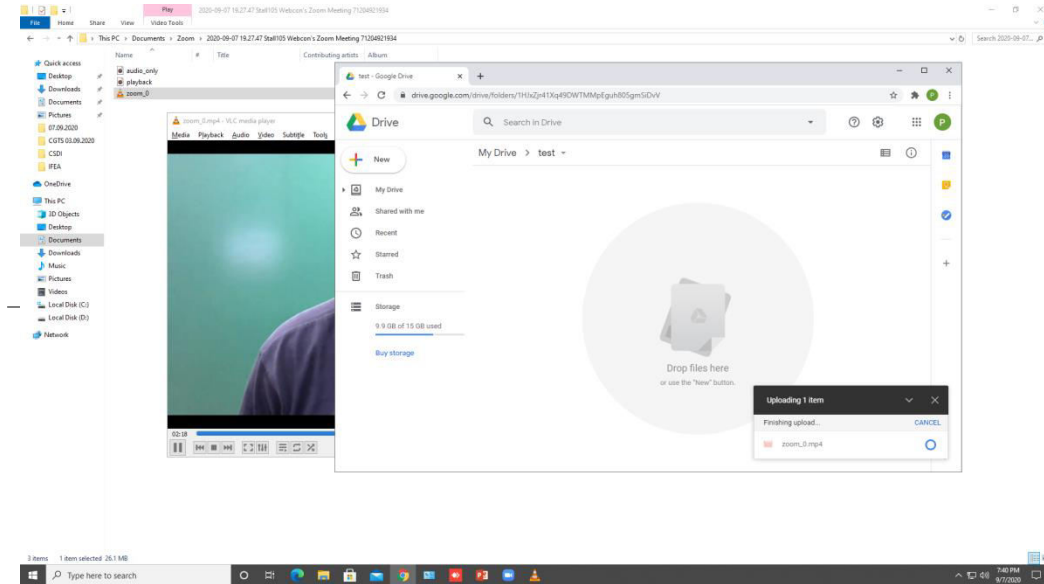 Play
2020-09-07 19.27.47 Stall105 Webcon's Zoom Meeting 71204921934
File Home Share View Video Tools
This PC › Documents › Zoom › 2020-09-07 19.27.47 Stall105 Webcon's Zoom Meeting 71204921934
Search 2020-09-07...
Name # Title Contributing artists Album
audio_only
playback
zoom_0
Quick access
Desktop
Downloads
Documents
Pictures
07.09.2020
CGTS 03.09.2020
CSDI
IFEA
OneDrive
This PC
3D Objects
Desktop
Documents
Downloads
Music
Pictures
Videos
Local Disk (C:)
Local Disk (D:)
Network
zoom_0.mp4 - VLC media player
Media Playback Audio Video Subtitle Tools
02:18
test - Google Drive
Drive
Search in Drive
P
P
New
My Drive > test
My Drive
Shared with me
Recent
Starred
Trash
Storage
9.9 GB of 15 GB used
Buy storage
Drop files here
or use the "New" button.
Uploading 1 item
Finishing upload...
CANCEL
zoom_0.mp4
3 items 1 item selected 26.1 MB
Type here to search
7:40 PM
9/7/2020